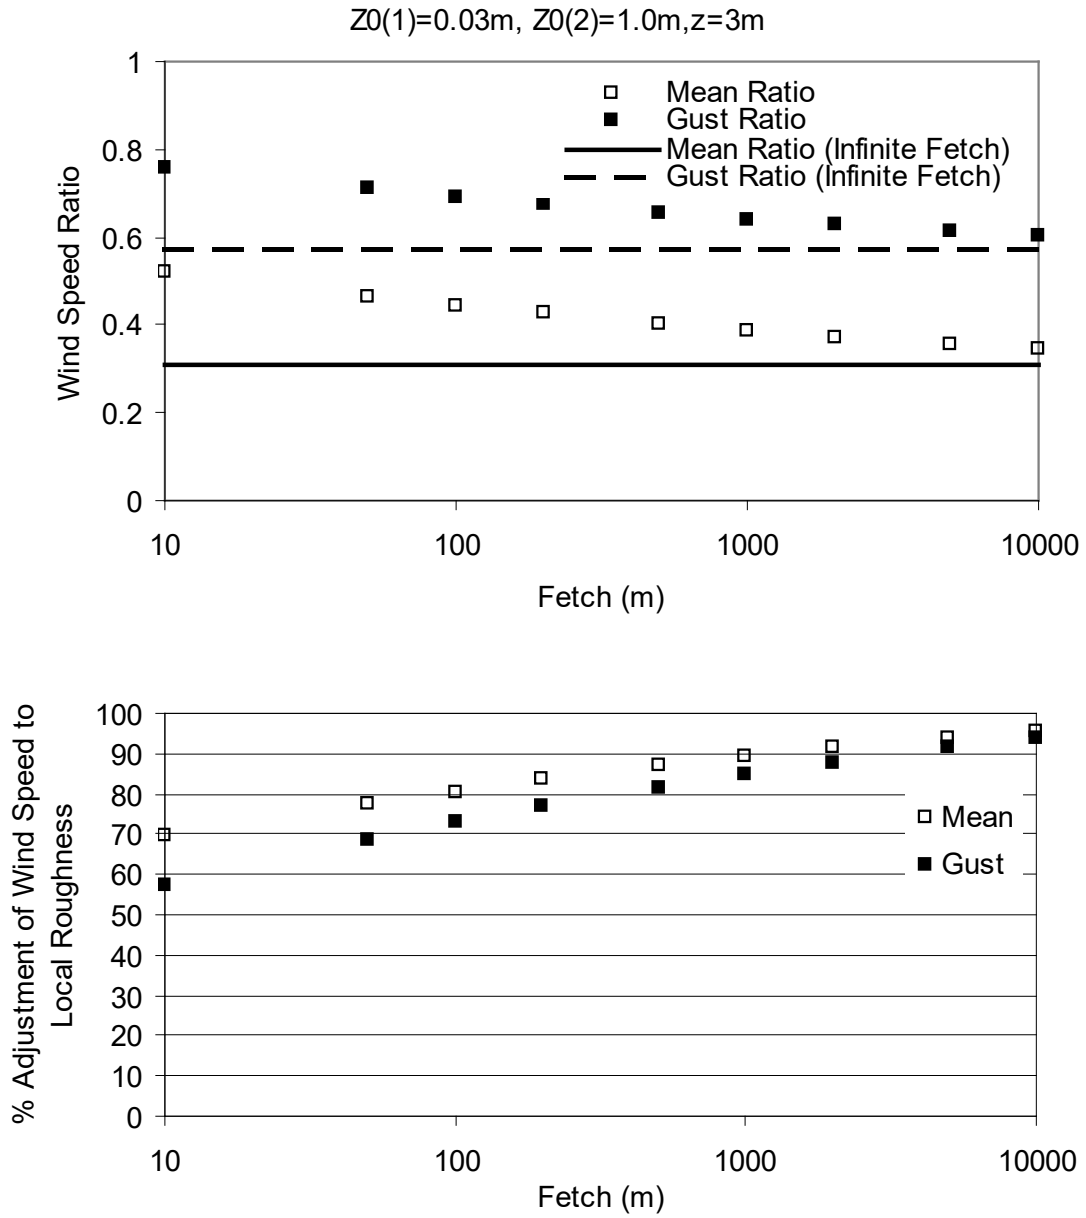 Z0(1)=0.03m, Z0(2)=1.0m,z=3m
1
0.8
0.6
0.4
0.2
0
Wind Speed Ratio
Mean Ratio
Gust Ratio
Mean Ratio (Infinite Fetch)
Gust Ratio (Infinite Fetch)
10 100 1000 10000
Fetch (m)
% Adjustment of Wind Speed to
Local Roughness
100
90
80
70
60
50
40
30
20
10
0
Mean
Gust
10 100 1000 10000
Fetch (m)